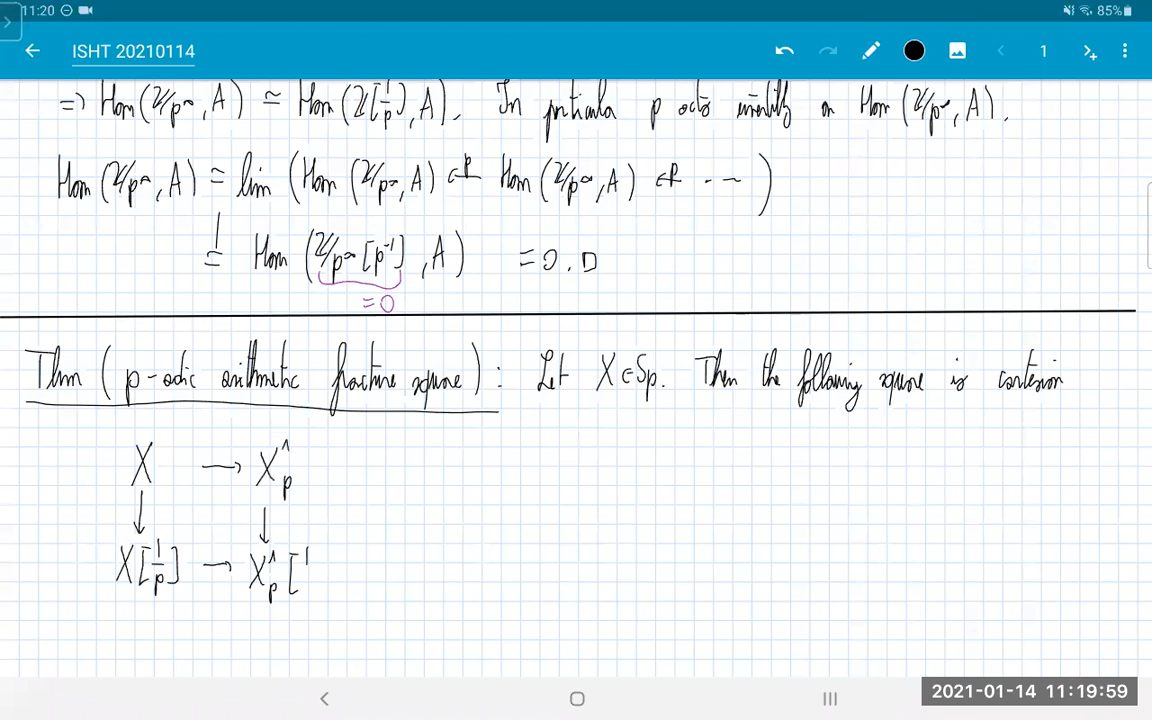 11:20 85%
ISHT 20210114 1
=> Hom(ℤ/p^∞, A) ≃ Hom(ℤ[1/p], A). In particular p acts invertibly on Hom(ℤ/p^∞, A).
Hom(ℤ/p^∞, A) ≃ lim (Hom(ℤ/p^∞, A) ←p Hom(ℤ/p^∞, A) ←p ---)
≃ Hom(ℤ/p^∞[p⁻¹], A) = 0. □
= 0
Thm (p-adic arithmetic fracture square): Let X ∈ Sp. Then the following square is cartesian
X → X^∧_p
↓ ↓
X[1/p] → X^∧_p [1
2021-01-14 11:19:59